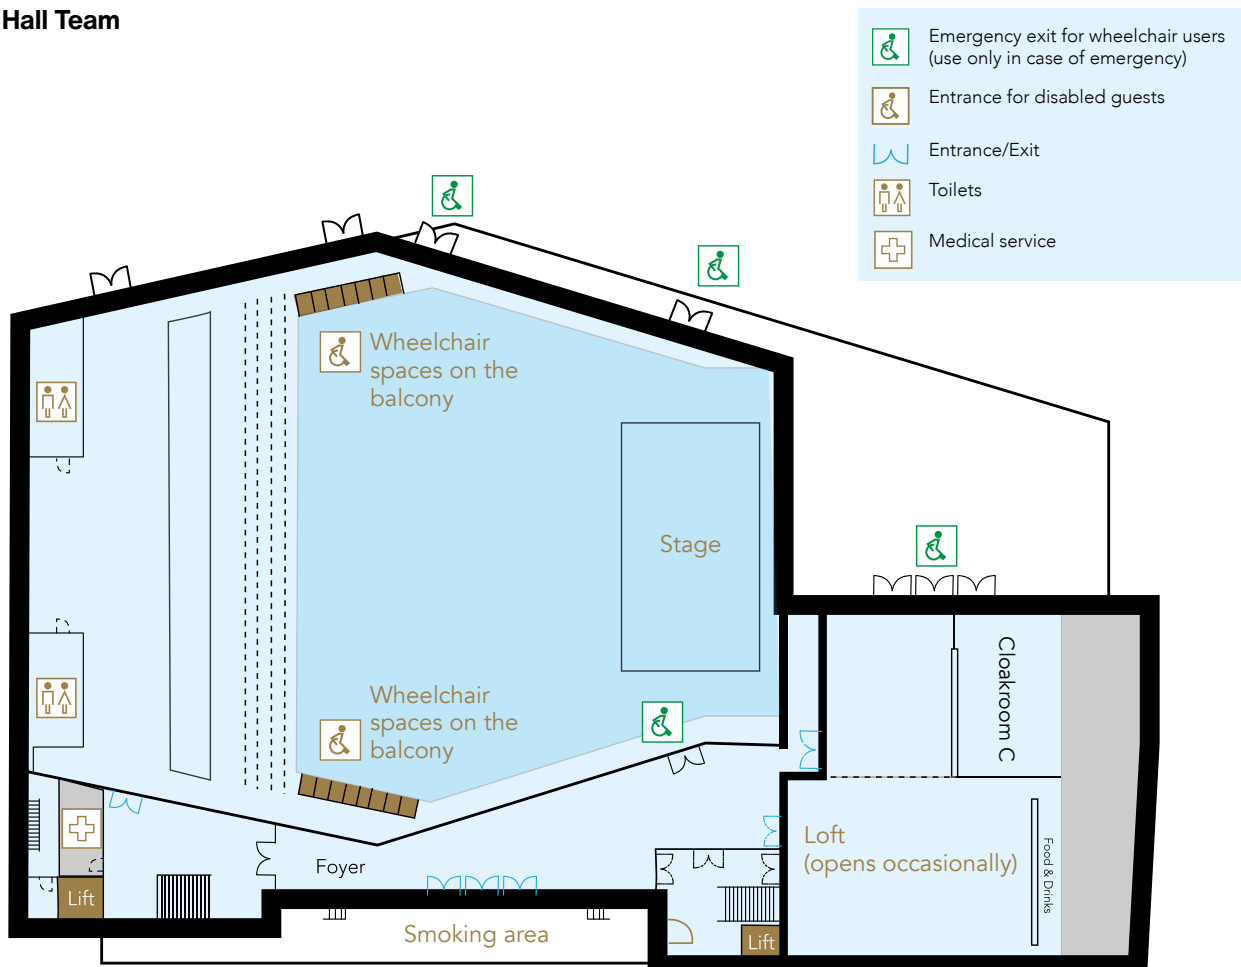 Hall Team
Emergency exit for wheelchair users
(use only in case of emergency)
Entrance for disabled guests
Entrance/Exit
Toilets
Medical service
Wheelchair
spaces on the
balcony
Stage
Wheelchair
spaces on the
balcony
Cloakroom C
Loft
(opens occasionally)
Food & Drinks
Foyer
Lift
Smoking area
Lift